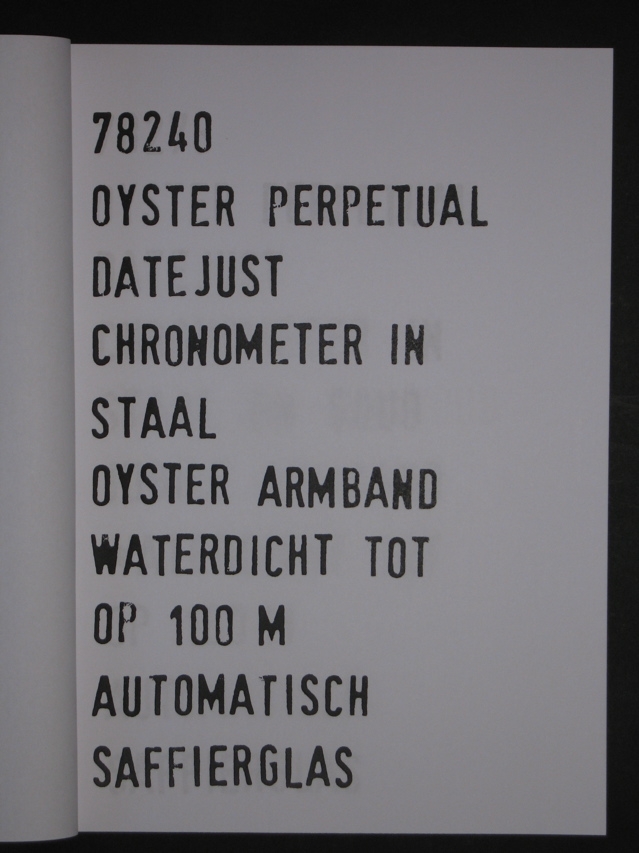 78240
OYSTER PERPETUAL
DATEJUST
CHRONOMETER IN
STAAL
OYSTER ARMBAND
WATERDICHT TOT
OP 100 M
AUTOMATISCH
SAFFIERGLAS